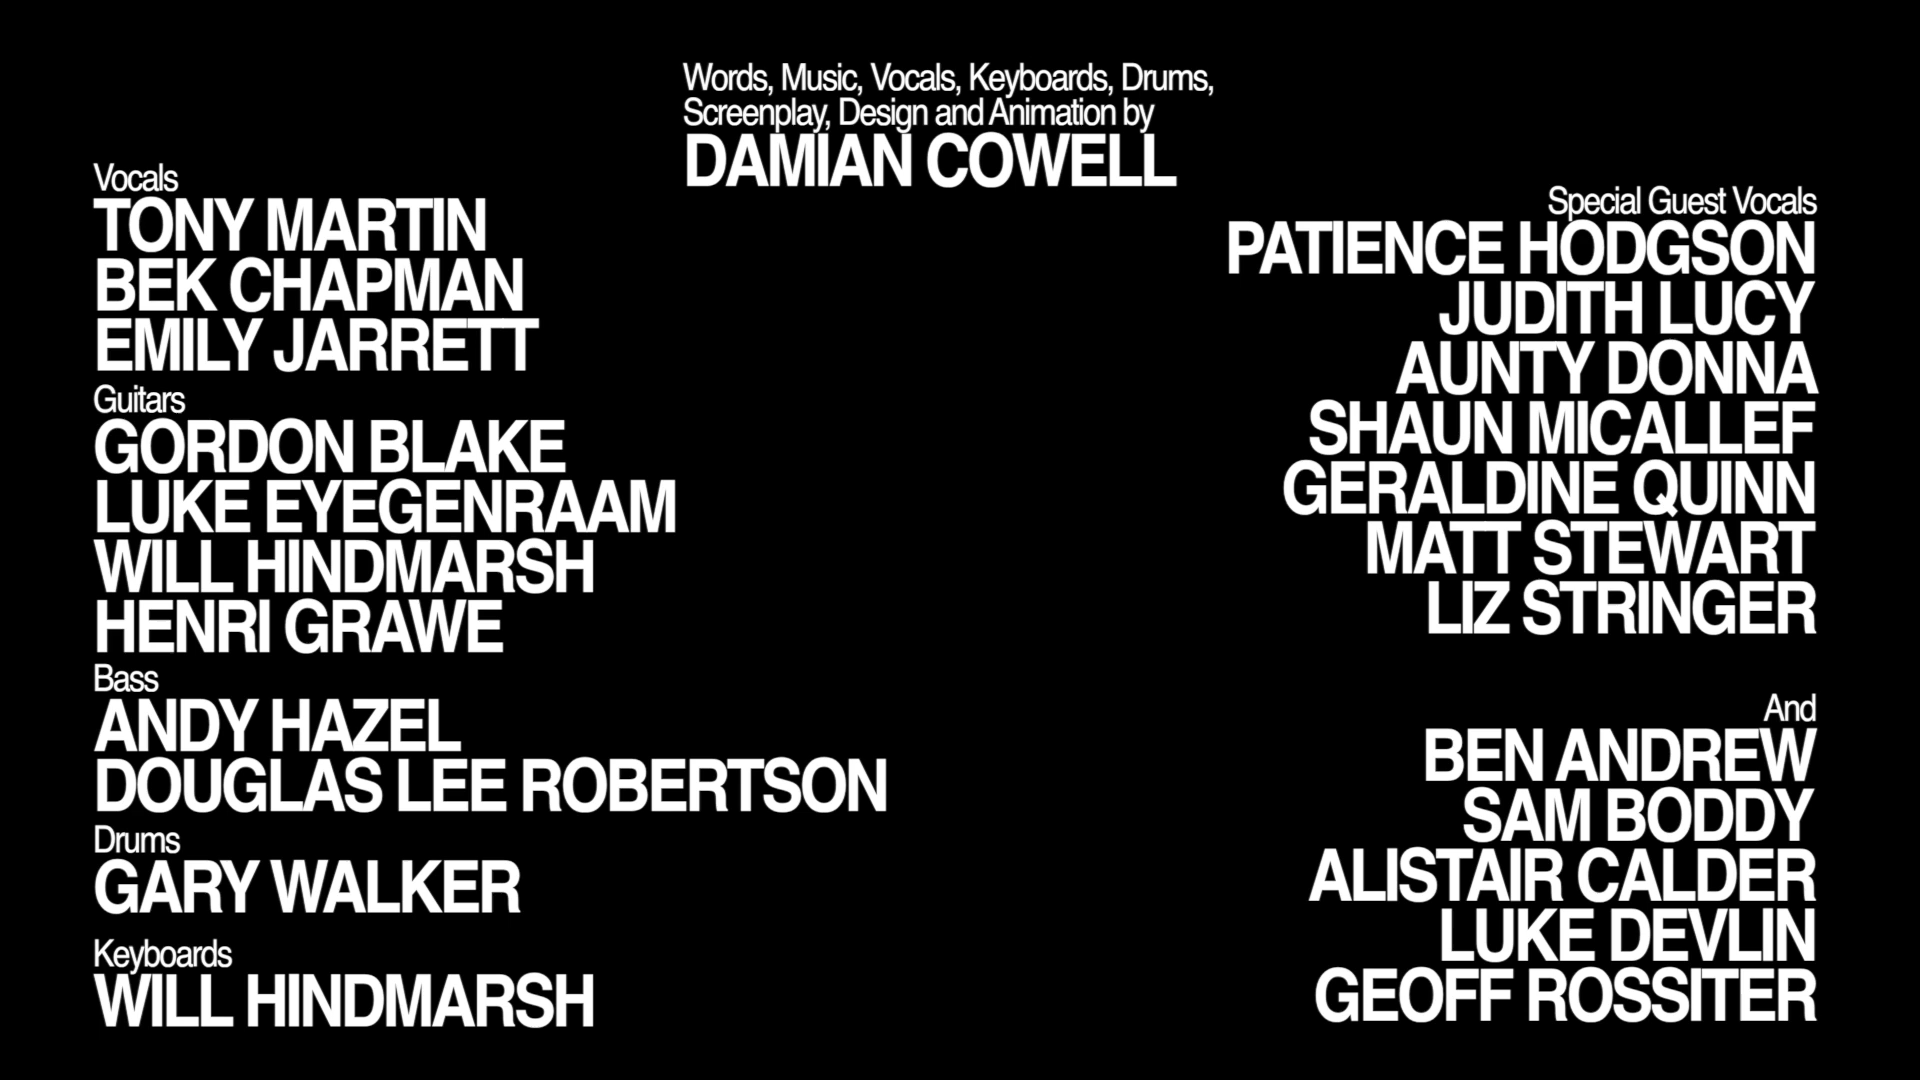 Words, Music, Vocals, Keyboards, Drums,
Screenplay, Design and Animation by
DAMIAN COWELL
Vocals
TONY MARTIN
BEK CHAPMAN
EMILY JARRETT
Guitars
GORDON BLAKE
LUKE EYEGENRAAM
WILL HINDMARSH
HENRI GRAWE
Bass
ANDY HAZEL
DOUGLAS LEE ROBERTSON
Drums
GARY WALKER
Keyboards
WILL HINDMARSH
Special Guest Vocals
PATIENCE HODGSON
JUDITH LUCY
AUNTY DONNA
SHAUN MICALLEF
GERALDINE QUINN
MATT STEWART
LIZ STRINGER
And
BEN ANDREW
SAM BODDY
ALISTAIR CALDER
LUKE DEVLIN
GEOFF ROSSITER